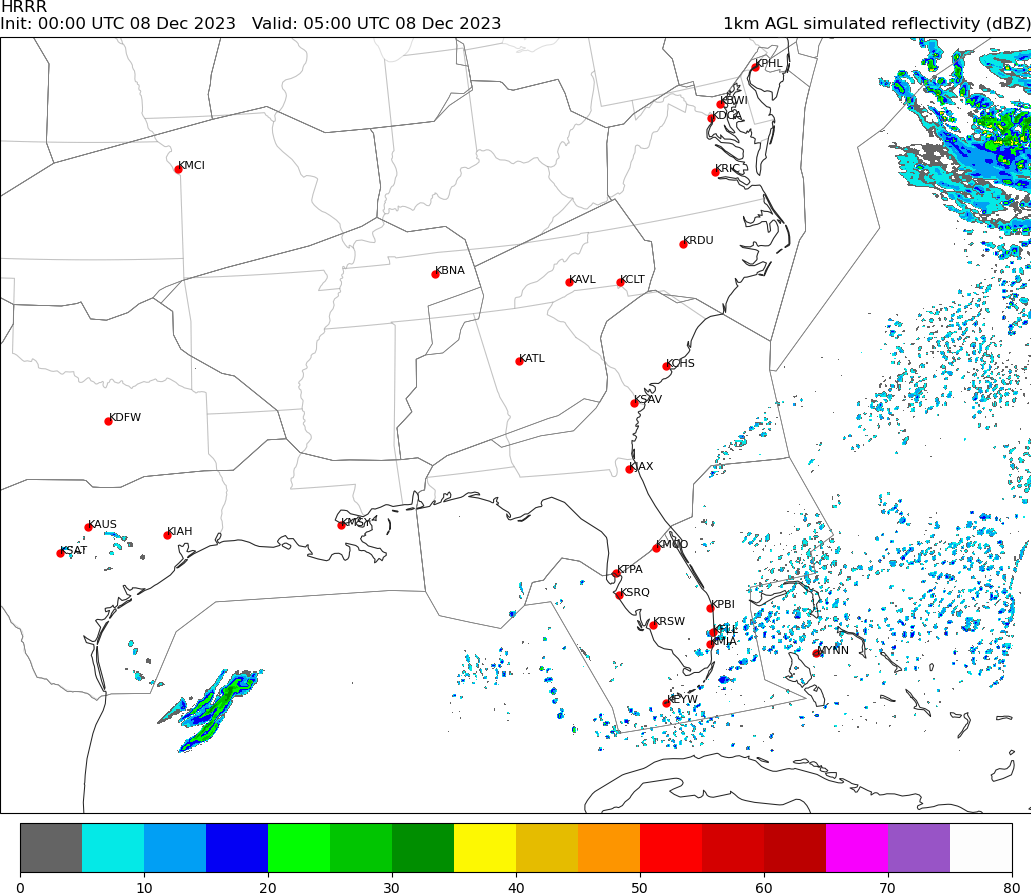 HRRR
Init: 00:00 UTC 08 Dec 2023 Valid: 05:00 UTC 08 Dec 2023 1km AGL simulated reflectivity (dBZ)
KPHL
KBWI
KDCA
KMCI
KRIC
KRDU
KBNA
KAVL
KCLT
KATL
KCHS
KSAV
KDFW
KJAX
KAUS
KMSY
KIAH
KSAT
KMCO
KTPA
KSRQ
KPBI
KRSW
KFLL
KMIA
MYNN
KEYW
0 10 20 30 40 50 60 70 80